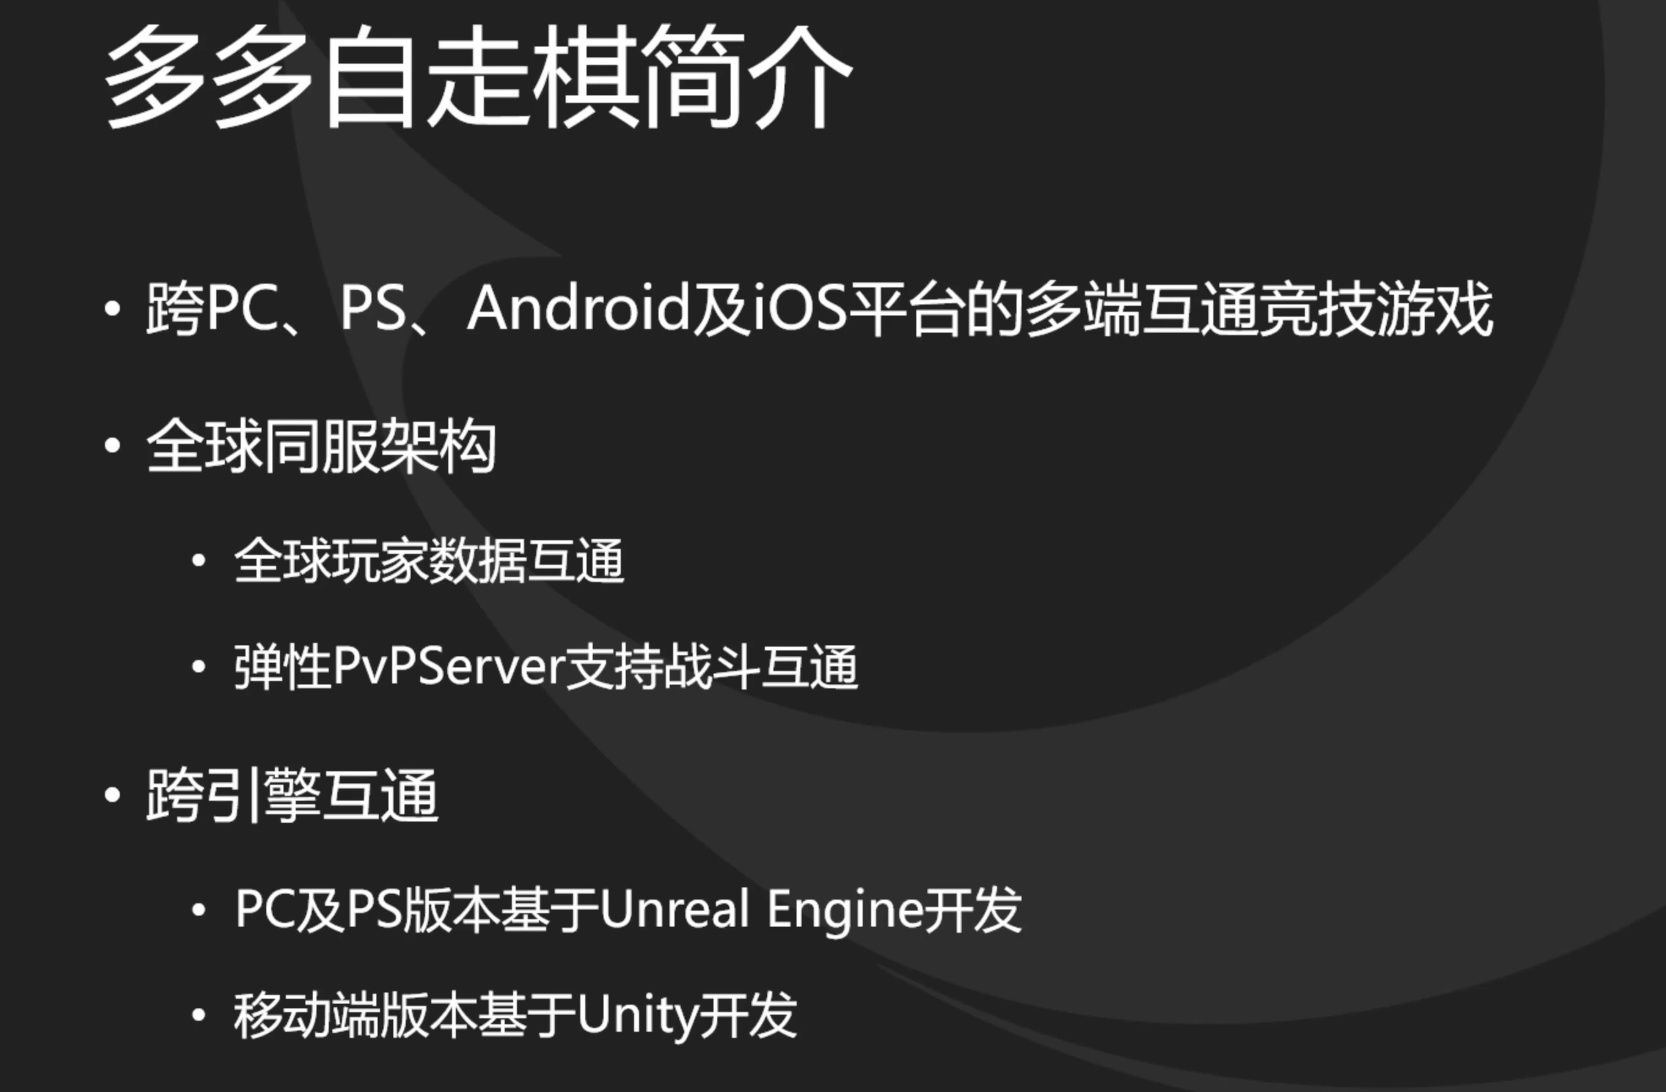 多多自走棋简介
• 跨PC、PS、Android及iOS平台的多端互通竞技游戏
• 全球同服架构
• 全球玩家数据互通
• 弹性PvPServer支持战斗互通
• 跨引擎互通
• PC及PS版本基于Unreal Engine开发
• 移动端版本基于Unity开发